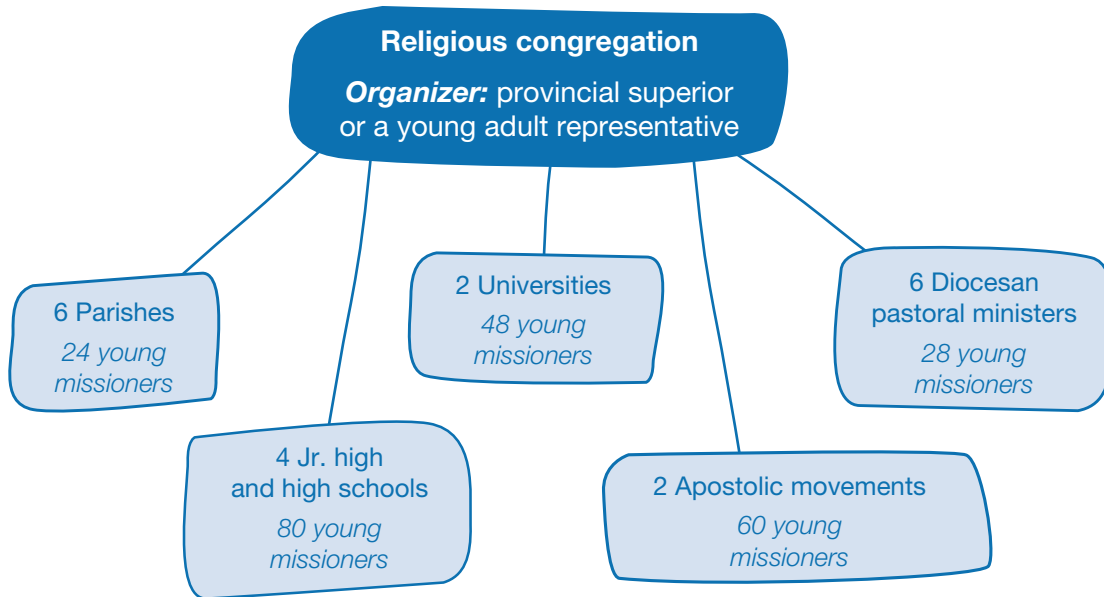 Religious congregation
Organizer: provincial superior
or a young adult representative
6 Parishes
24 young
missioners
2 Universities
48 young
missioners
6 Diocesan
pastoral ministers
28 young
missioners
4 Jr. high
and high schools
80 young
missioners
2 Apostolic movements
60 young
missioners